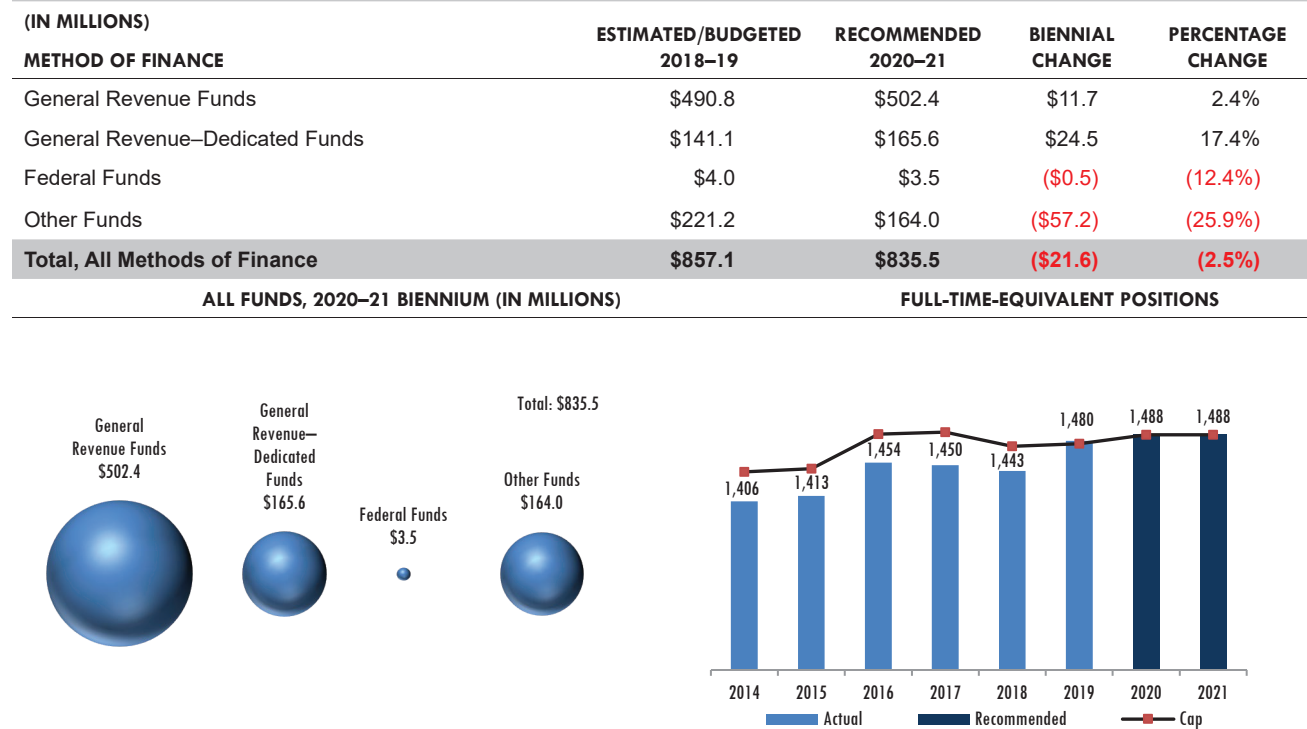 (IN MILLIONS)
METHOD OF FINANCE ESTIMATED/BUDGETED 2018–19 RECOMMENDED 2020–21 BIENNIAL CHANGE PERCENTAGE CHANGE
General Revenue Funds $490.8 $502.4 $11.7 2.4%
General Revenue–Dedicated Funds $141.1 $165.6 $24.5 17.4%
Federal Funds $4.0 $3.5 ($0.5) (12.4%)
Other Funds $221.2 $164.0 ($57.2) (25.9%)
Total, All Methods of Finance $857.1 $835.5 ($21.6) (2.5%)
ALL FUNDS, 2020–21 BIENNIUM (IN MILLIONS) FULL-TIME-EQUIVALENT POSITIONS
General
Revenue Funds
$502.4
General
Revenue–
Dedicated
Funds
$165.6
Federal Funds
$3.5
Total: $835.5
Other Funds
$164.0
1,406 1,413 1,454 1,450 1,443 1,480 1,488 1,488
2014 2015 2016 2017 2018 2019 2020 2021
Actual Recommended Cap